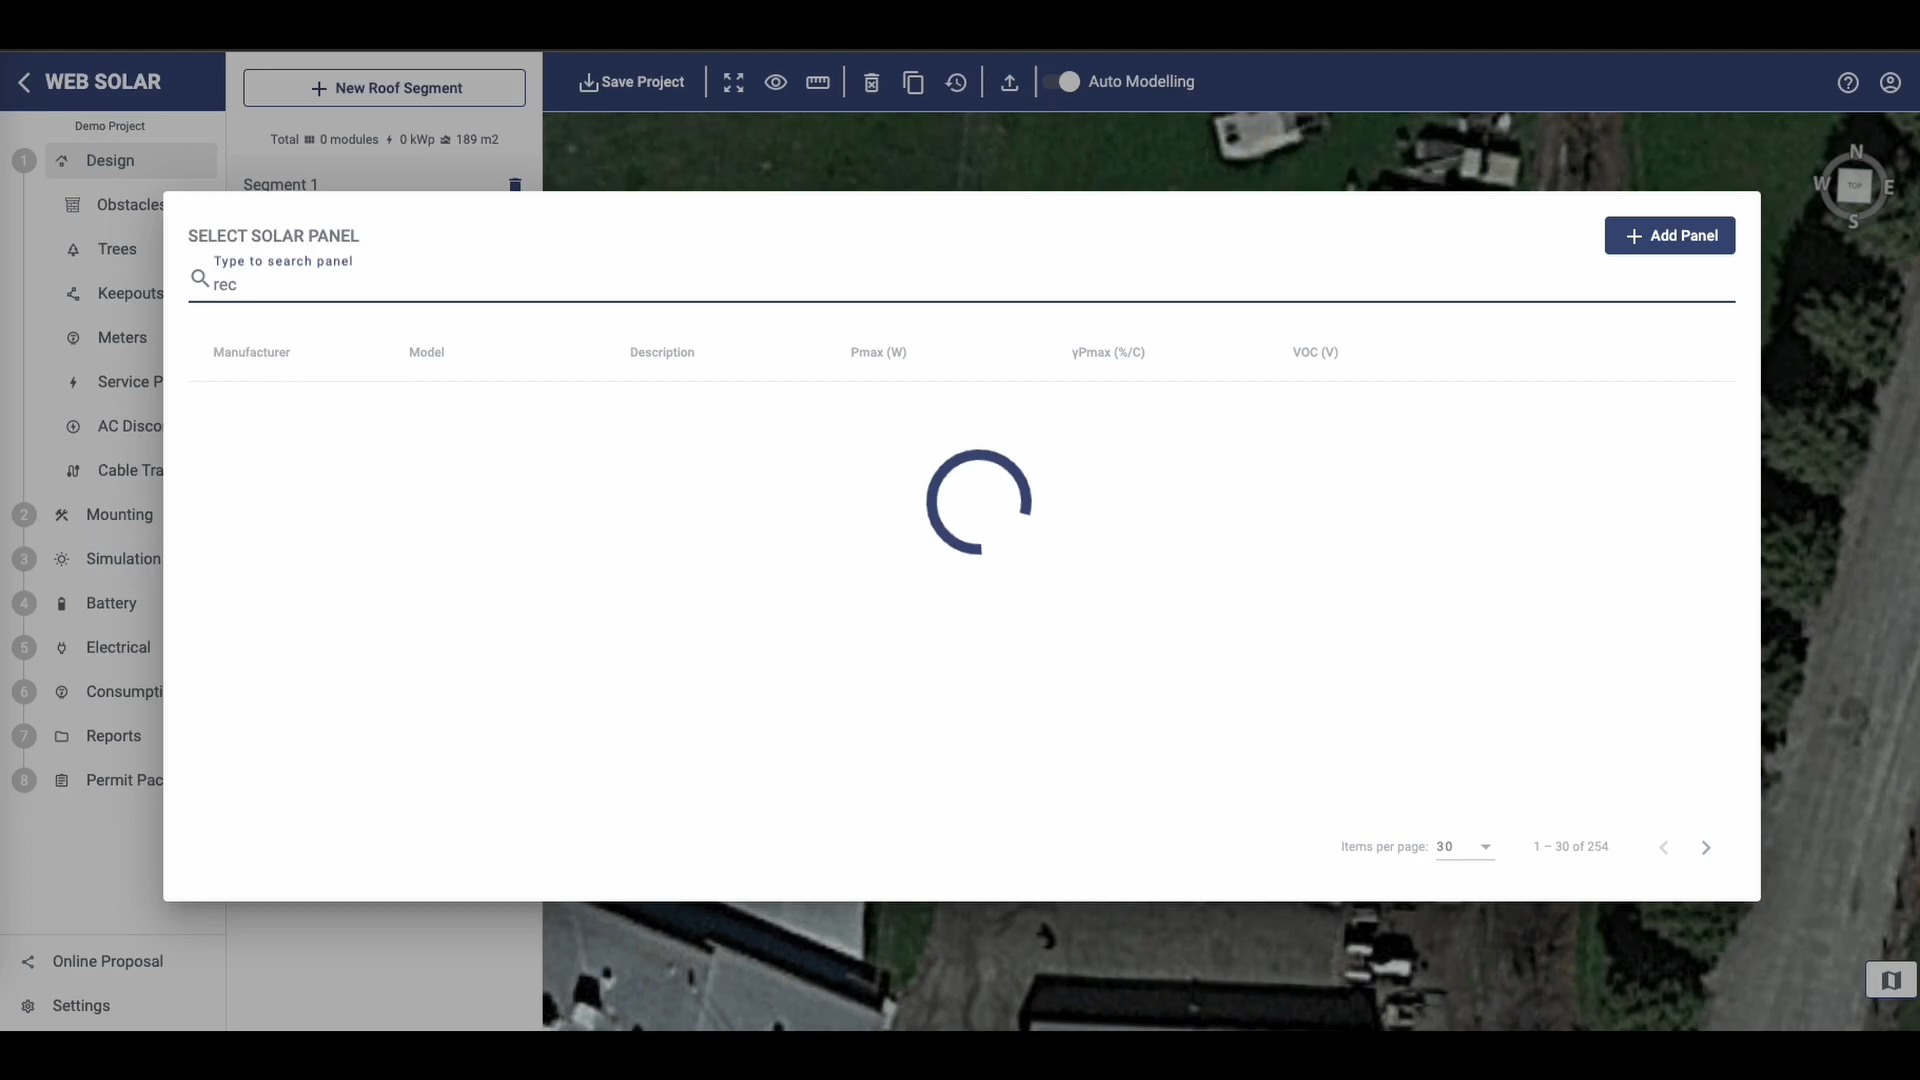 WEB SOLAR
Demo Project
1 Design
Obstacles
Trees
Keepouts
Meters
Service P
AC Disco
Cable Tra
2 Mounting
3 Simulation
4 Battery
5 Electrical
6 Consumpti
7 Reports
8 Permit Pac
Online Proposal
Settings
+ New Roof Segment
Total 0 modules 0 kWp 189 m2
Segment 1
Save Project
Auto Modelling
N
W TOP E
S
SELECT SOLAR PANEL
+ Add Panel
Type to search panel
rec
Manufacturer Model Description Pmax (W) γPmax (%/C) VOC (V)
Items per page: 30 1 – 30 of 254